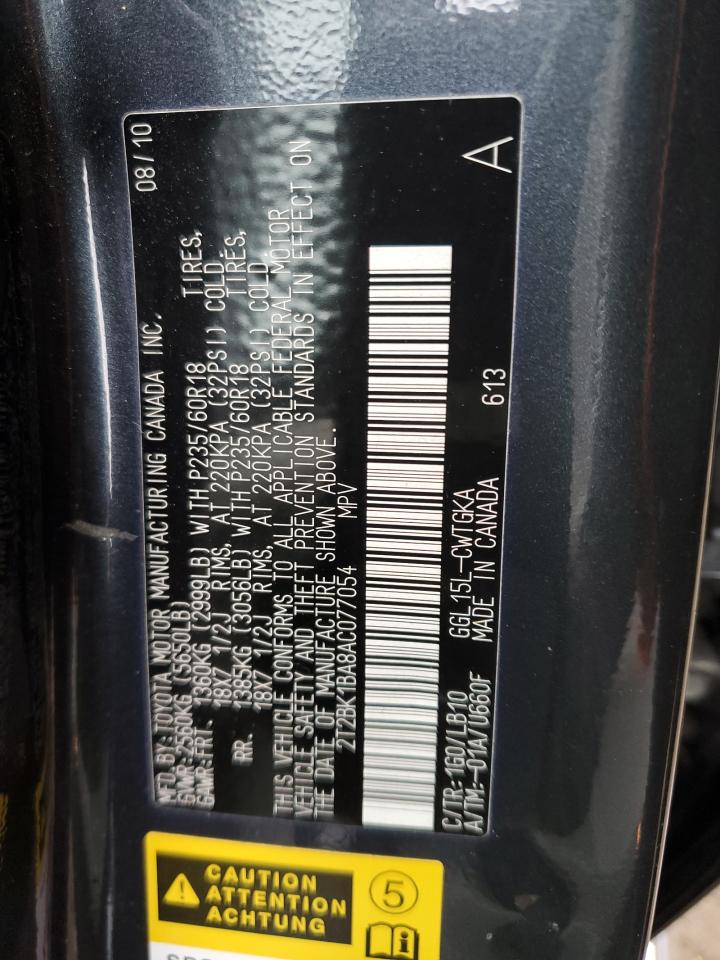 MFD.BY:TOYOTA MOTOR MANUFACTURING CANADA INC. 08/10
GVWR:2560KG (5650LB)
GAWR:FRT. 1360KG (2999LB) WITH P235/60R18 TIRES,
18X7 1/2J RIMS, AT 220KPA (32PSI) COLD.
RR. 1385KG (3056LB) WITH P235/60R18 TIRES,
18X7 1/2J RIMS, AT 220KPA (32PSI) COLD.
THIS VEHICLE CONFORMS TO ALL APPLICABLE FEDERAL MOTOR
VEHICLE SAFETY AND THEFT PREVENTION STANDARDS IN EFFECT ON
THE DATE OF MANUFACTURE SHOWN ABOVE.
2T2BK1BA8AC077054 MPV
C/TR:1G0/LB10 GGL15L-CWTGKA 613
A/TM:-01A/U660F MADE IN CANADA
A
CAUTION
ATTENTION
ACHTUNG
5